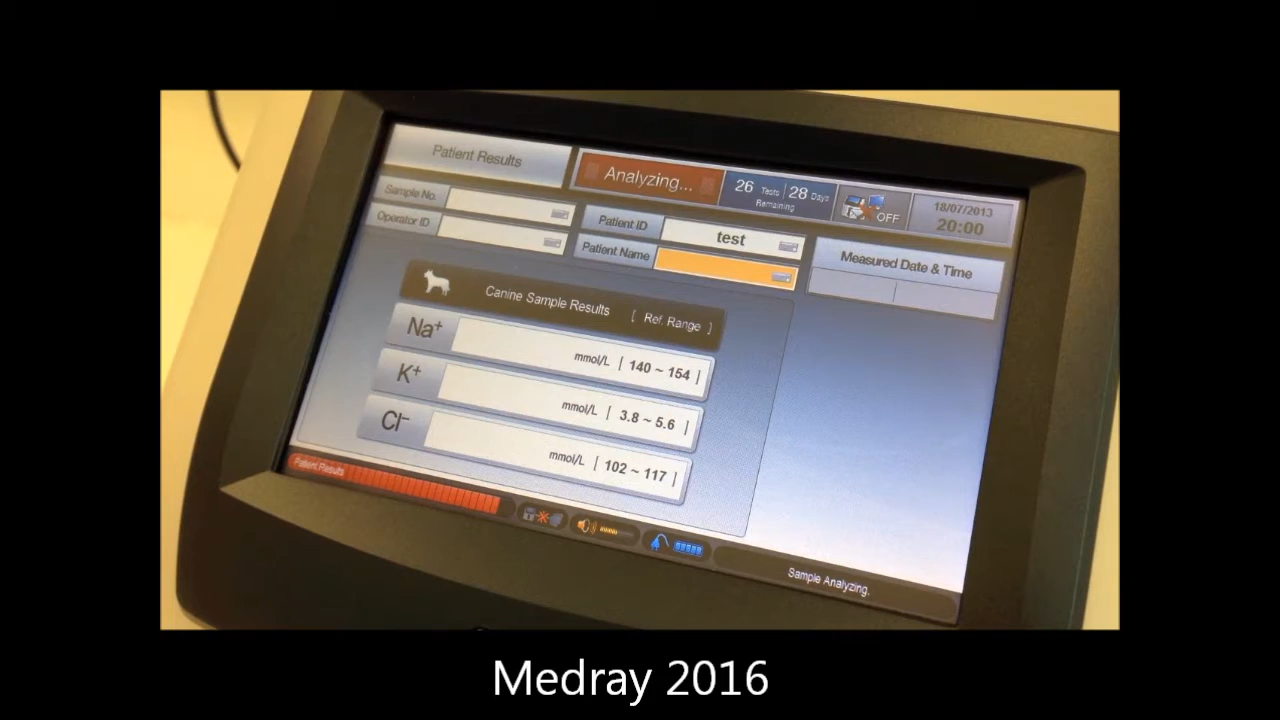 Patient Results
Analyzing...
26 Tests 28 Days
Remaining
OFF
18/07/2013
20:00
Sample No.
Operator ID
Patient ID
test
Patient Name
Measured Date & Time
Canine Sample Results [ Ref. Range ]
Na⁺ mmol/L [ 140 ~ 154 ]
K⁺ mmol/L [ 3.8 ~ 5.6 ]
Cl⁻ mmol/L [ 102 ~ 117 ]
Patient Results
Sample Analyzing.
Medray 2016